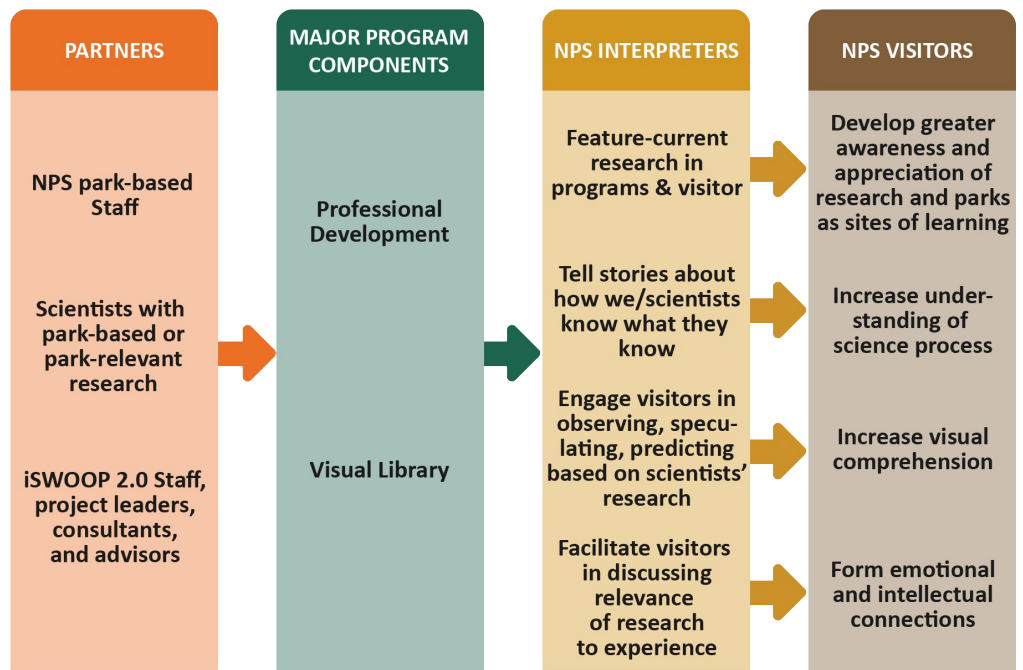 PARTNERS
NPS park-based
Staff
Scientists with
park-based or
park-relevant
research
iSWOOP 2.0 Staff,
project leaders,
consultants,
and advisors
MAJOR PROGRAM
COMPONENTS
Professional
Development
Visual Library
NPS INTERPRETERS
Feature-current
research in
programs & visitor
Tell stories about
how we/scientists
know what they
know
Engage visitors in
observing, specu-
lating, predicting
based on scientists’
research
Facilitate visitors
in discussing
relevance
of research
to experience
NPS VISITORS
Develop greater
awareness and
appreciation of
research and parks
as sites of learning
Increase under-
standing of
science process
Increase visual
comprehension
Form emotional
and intellectual
connections